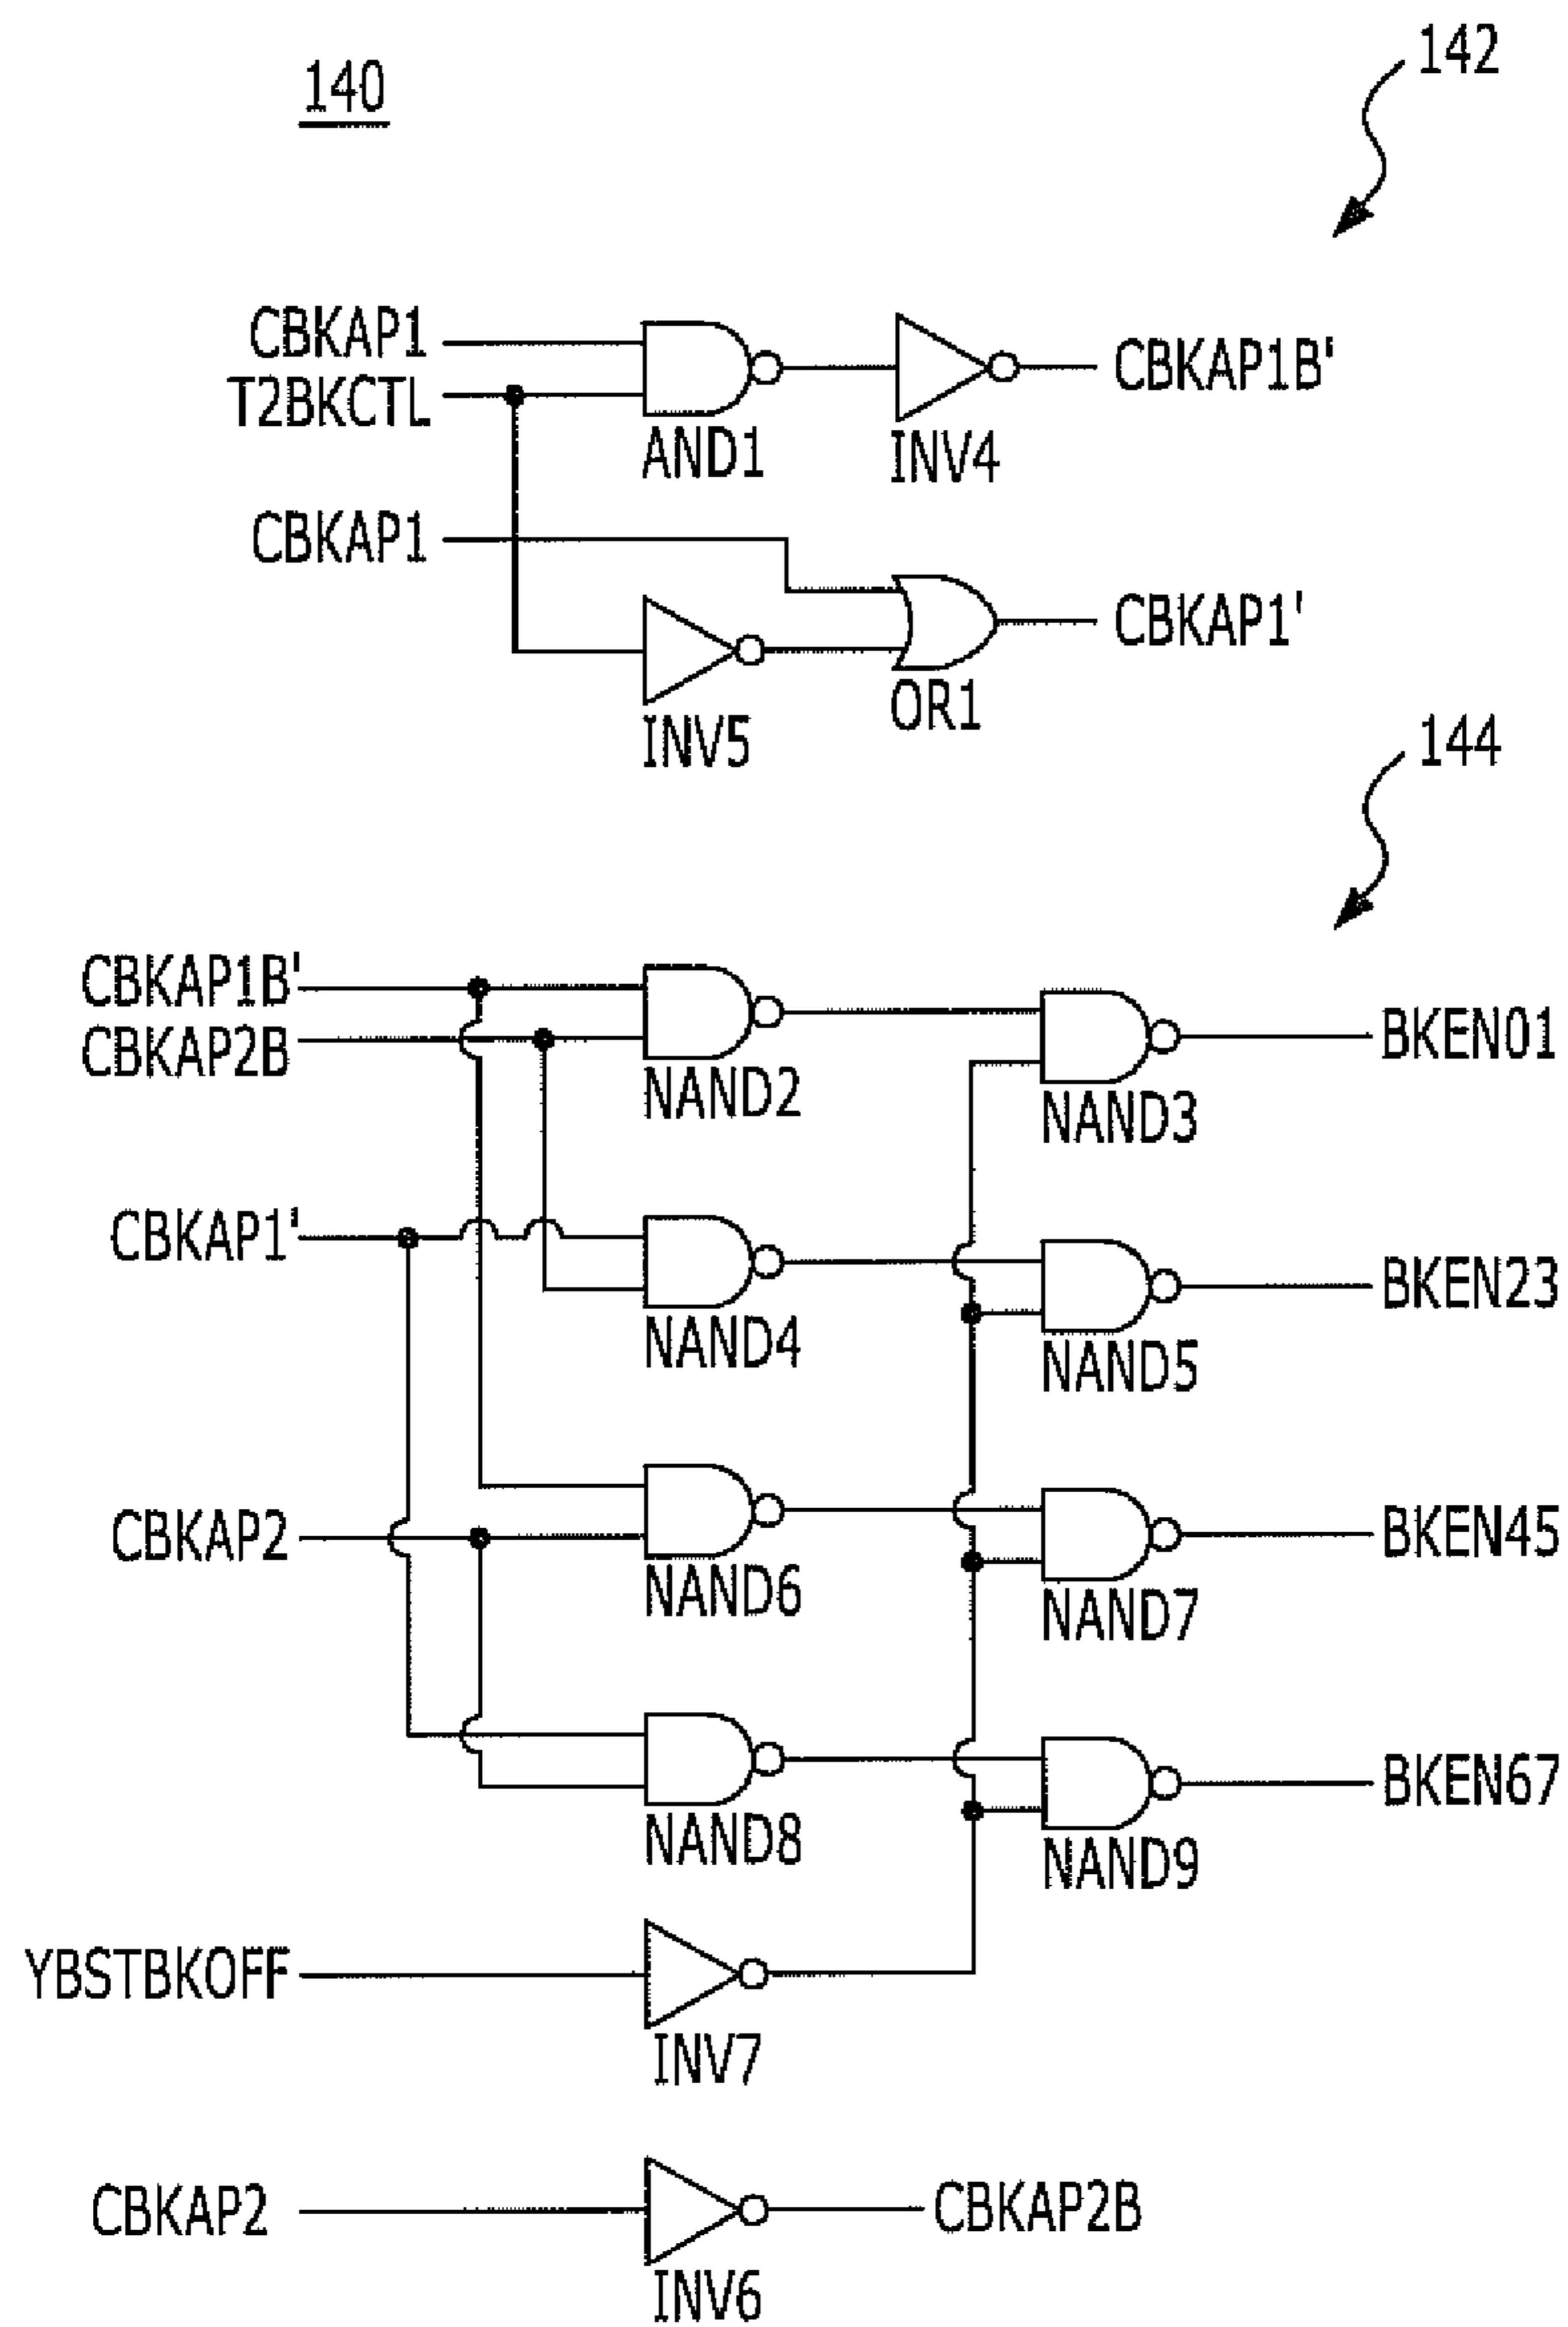 140
142
CBKAP1
T2BKCTL
AND1
INV4
CBKAP1B'
CBKAP1
INV5
OR1
CBKAP1'
144
CBKAP1B'
CBKAP2B
NAND2
NAND3
BKEN01
CBKAP1'
NAND4
NAND5
BKEN23
CBKAP2
NAND6
NAND7
BKEN45
NAND8
NAND9
BKEN67
YBSTBKOFF
INV7
CBKAP2
INV6
CBKAP2B